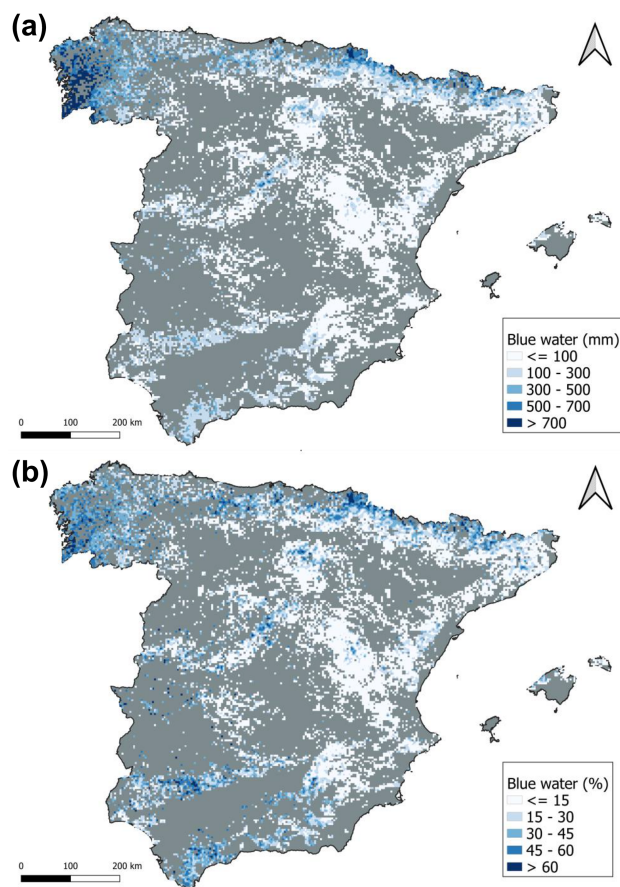 (a)
Blue water (mm)
<= 100
100 - 300
300 - 500
500 - 700
> 700
0 100 200 km
(b)
Blue water (%)
<= 15
15 - 30
30 - 45
45 - 60
> 60
0 100 200 km